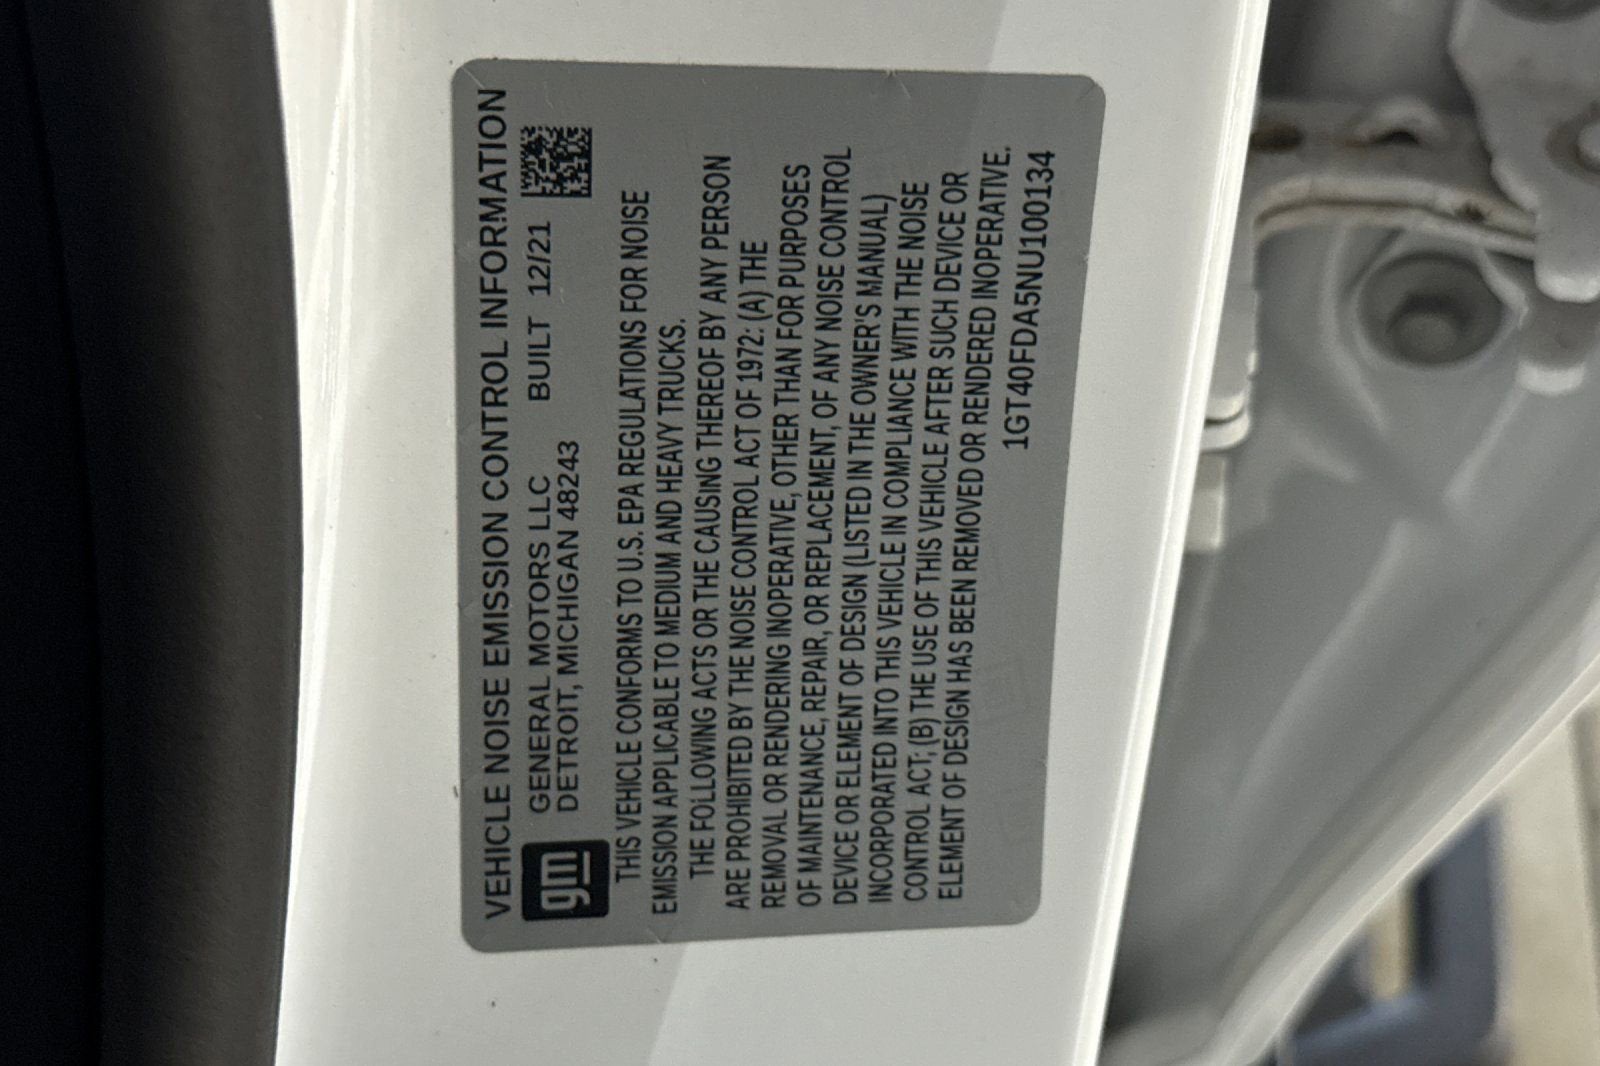 VEHICLE NOISE EMISSION CONTROL INFORMATION
gm
GENERAL MOTORS LLC BUILT 12/21
DETROIT, MICHIGAN 48243
THIS VEHICLE CONFORMS TO U.S. EPA REGULATIONS FOR NOISE
EMISSION APPLICABLE TO MEDIUM AND HEAVY TRUCKS.
THE FOLLOWING ACTS OR THE CAUSING THEREOF BY ANY PERSON
ARE PROHIBITED BY THE NOISE CONTROL ACT OF 1972: (A) THE
REMOVAL OR RENDERING INOPERATIVE, OTHER THAN FOR PURPOSES
OF MAINTENANCE, REPAIR, OR REPLACEMENT, OF ANY NOISE CONTROL
DEVICE OR ELEMENT OF DESIGN (LISTED IN THE OWNER'S MANUAL)
INCORPORATED INTO THIS VEHICLE IN COMPLIANCE WITH THE NOISE
CONTROL ACT; (B) THE USE OF THIS VEHICLE AFTER SUCH DEVICE OR
ELEMENT OF DESIGN HAS BEEN REMOVED OR RENDERED INOPERATIVE.
1GT40FDA5NU100134